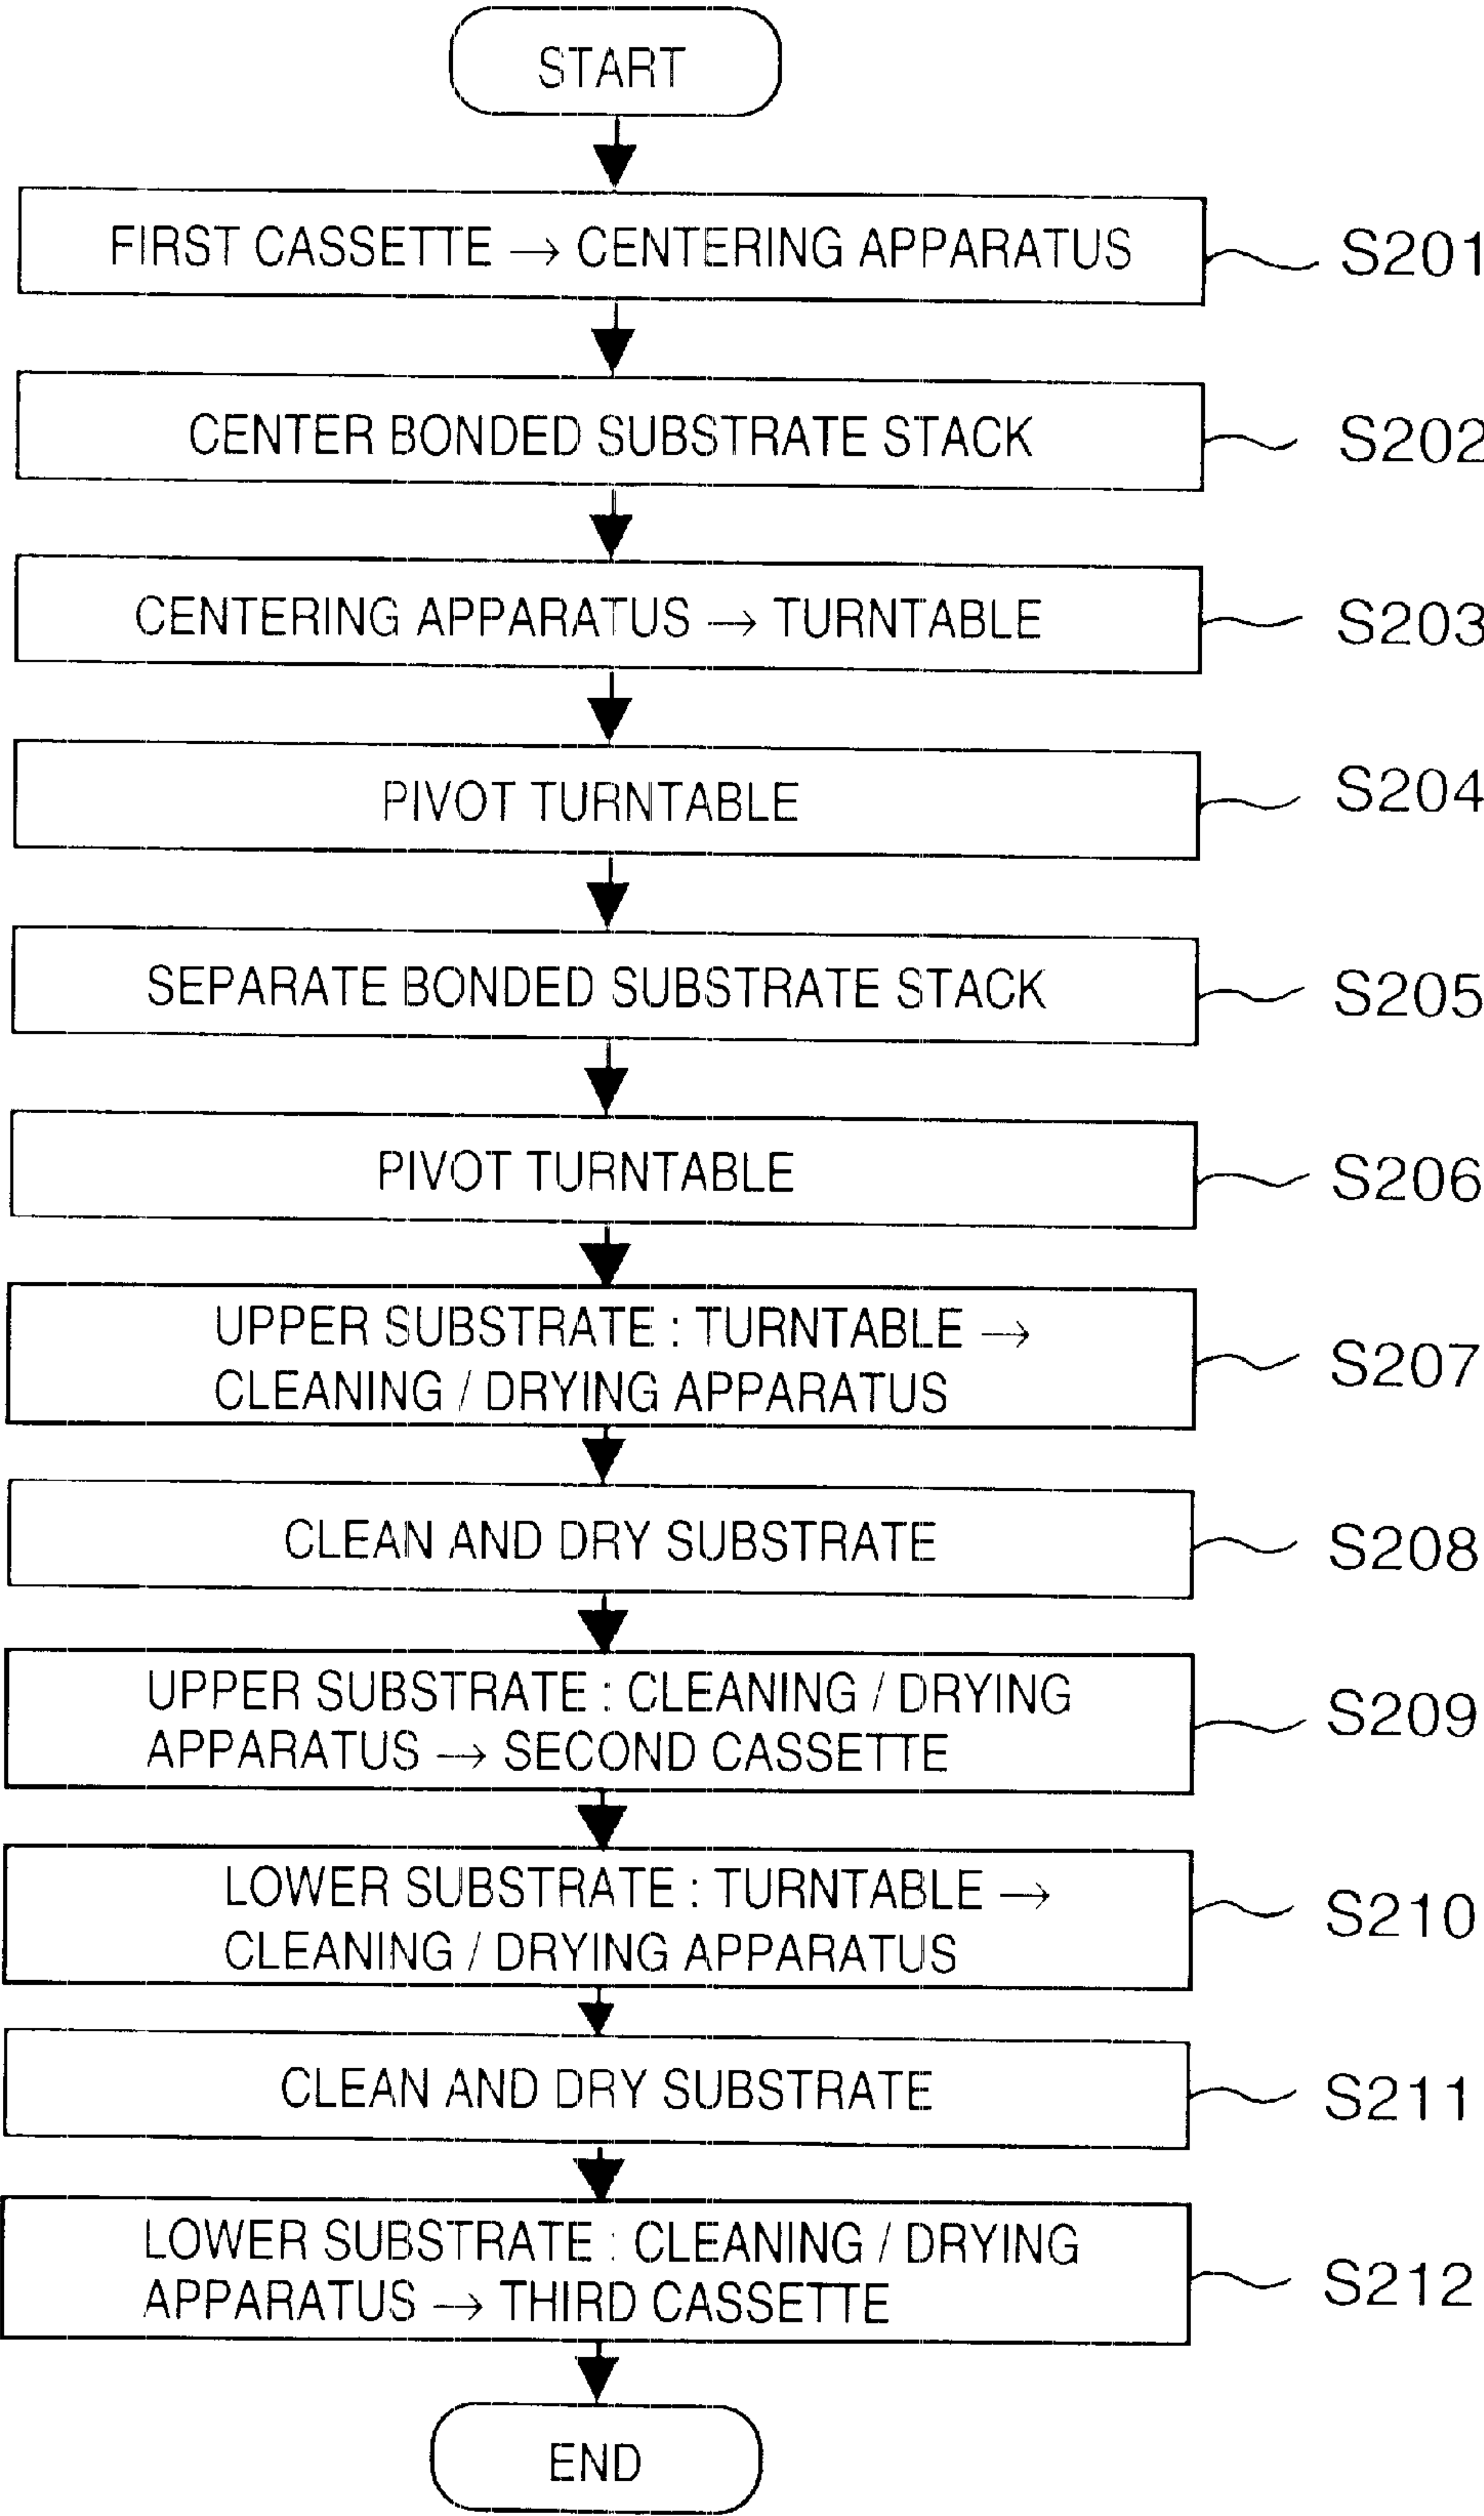 START
FIRST CASSETTE → CENTERING APPARATUS
S201
CENTER BONDED SUBSTRATE STACK
S202
CENTERING APPARATUS → TURNTABLE
S203
PIVOT TURNTABLE
S204
SEPARATE BONDED SUBSTRATE STACK
S205
PIVOT TURNTABLE
S206
UPPER SUBSTRATE : TURNTABLE →
CLEANING / DRYING APPARATUS
S207
CLEAN AND DRY SUBSTRATE
S208
UPPER SUBSTRATE : CLEANING / DRYING
APPARATUS → SECOND CASSETTE
S209
LOWER SUBSTRATE : TURNTABLE →
CLEANING / DRYING APPARATUS
S210
CLEAN AND DRY SUBSTRATE
S211
LOWER SUBSTRATE : CLEANING / DRYING
APPARATUS → THIRD CASSETTE
S212
END